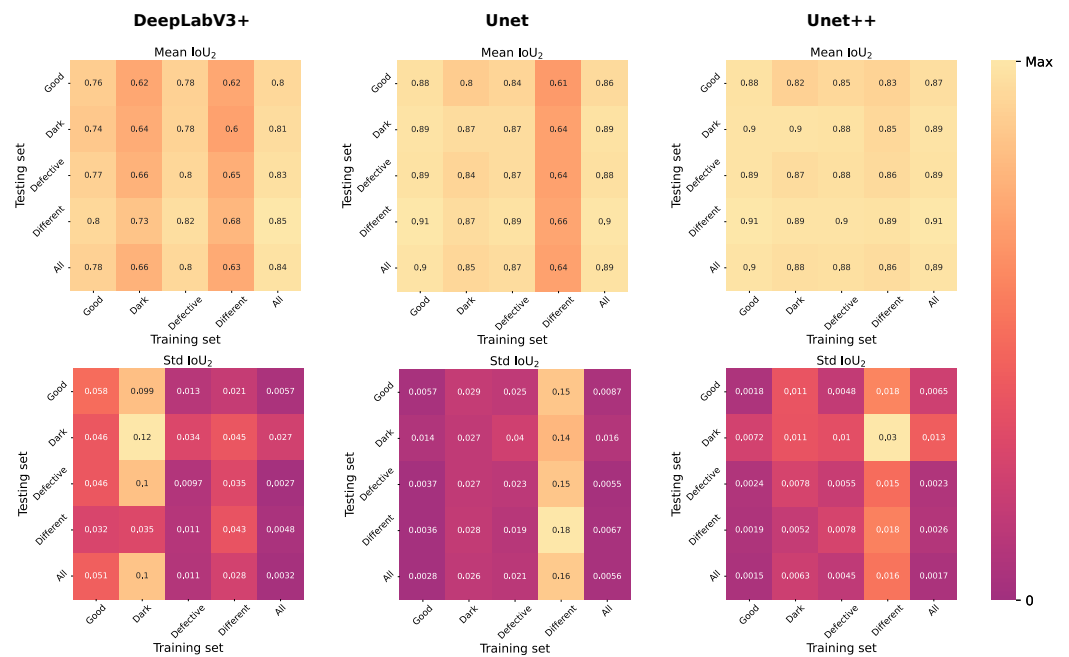 DeepLabV3+ Unet Unet++
Mean IoU2 Mean IoU2 Mean IoU2
Max
Good 0.76 0.62 0.78 0.62 0.8
Dark 0.74 0.64 0.78 0.6 0.81
Defective 0.77 0.66 0.8 0.65 0.83
Different 0.8 0.73 0.82 0.68 0.85
All 0.78 0.66 0.8 0.63 0.84
Testing set
Good Dark Defective Different All
Training set
Good 0.88 0.8 0.84 0.61 0.86
Dark 0.89 0.87 0.87 0.64 0.89
Defective 0.89 0.84 0.87 0.64 0.88
Different 0.91 0.87 0.89 0.66 0.9
All 0.9 0.85 0.87 0.64 0.89
Testing set
Good Dark Defective Different All
Training set
Good 0.88 0.82 0.85 0.83 0.87
Dark 0.9 0.9 0.88 0.85 0.89
Defective 0.89 0.87 0.88 0.86 0.89
Different 0.91 0.89 0.9 0.89 0.91
All 0.9 0.88 0.88 0.86 0.89
Testing set
Good Dark Defective Different All
Training set
Std IoU2 Std IoU2 Std IoU2
Good 0.058 0.099 0.013 0.021 0.0057
Dark 0.046 0.12 0.034 0.045 0.027
Defective 0.046 0.1 0.0097 0.035 0.0027
Different 0.032 0.035 0.011 0.043 0.0048
All 0.051 0.1 0.011 0.028 0.0032
Testing set
Good Dark Defective Different All
Training set
Good 0.0057 0.029 0.025 0.15 0.0087
Dark 0.014 0.027 0.04 0.14 0.016
Defective 0.0037 0.027 0.023 0.15 0.0055
Different 0.0036 0.028 0.019 0.18 0.0067
All 0.0028 0.026 0.021 0.16 0.0056
Testing set
Good Dark Defective Different All
Training set
Good 0.0018 0.011 0.0048 0.018 0.0065
Dark 0.0072 0.011 0.01 0.03 0.013
Defective 0.0024 0.0078 0.0055 0.015 0.0023
Different 0.0019 0.0052 0.0078 0.018 0.0026
All 0.0015 0.0063 0.0045 0.016 0.0017
Testing set
Good Dark Defective Different All
Training set
0